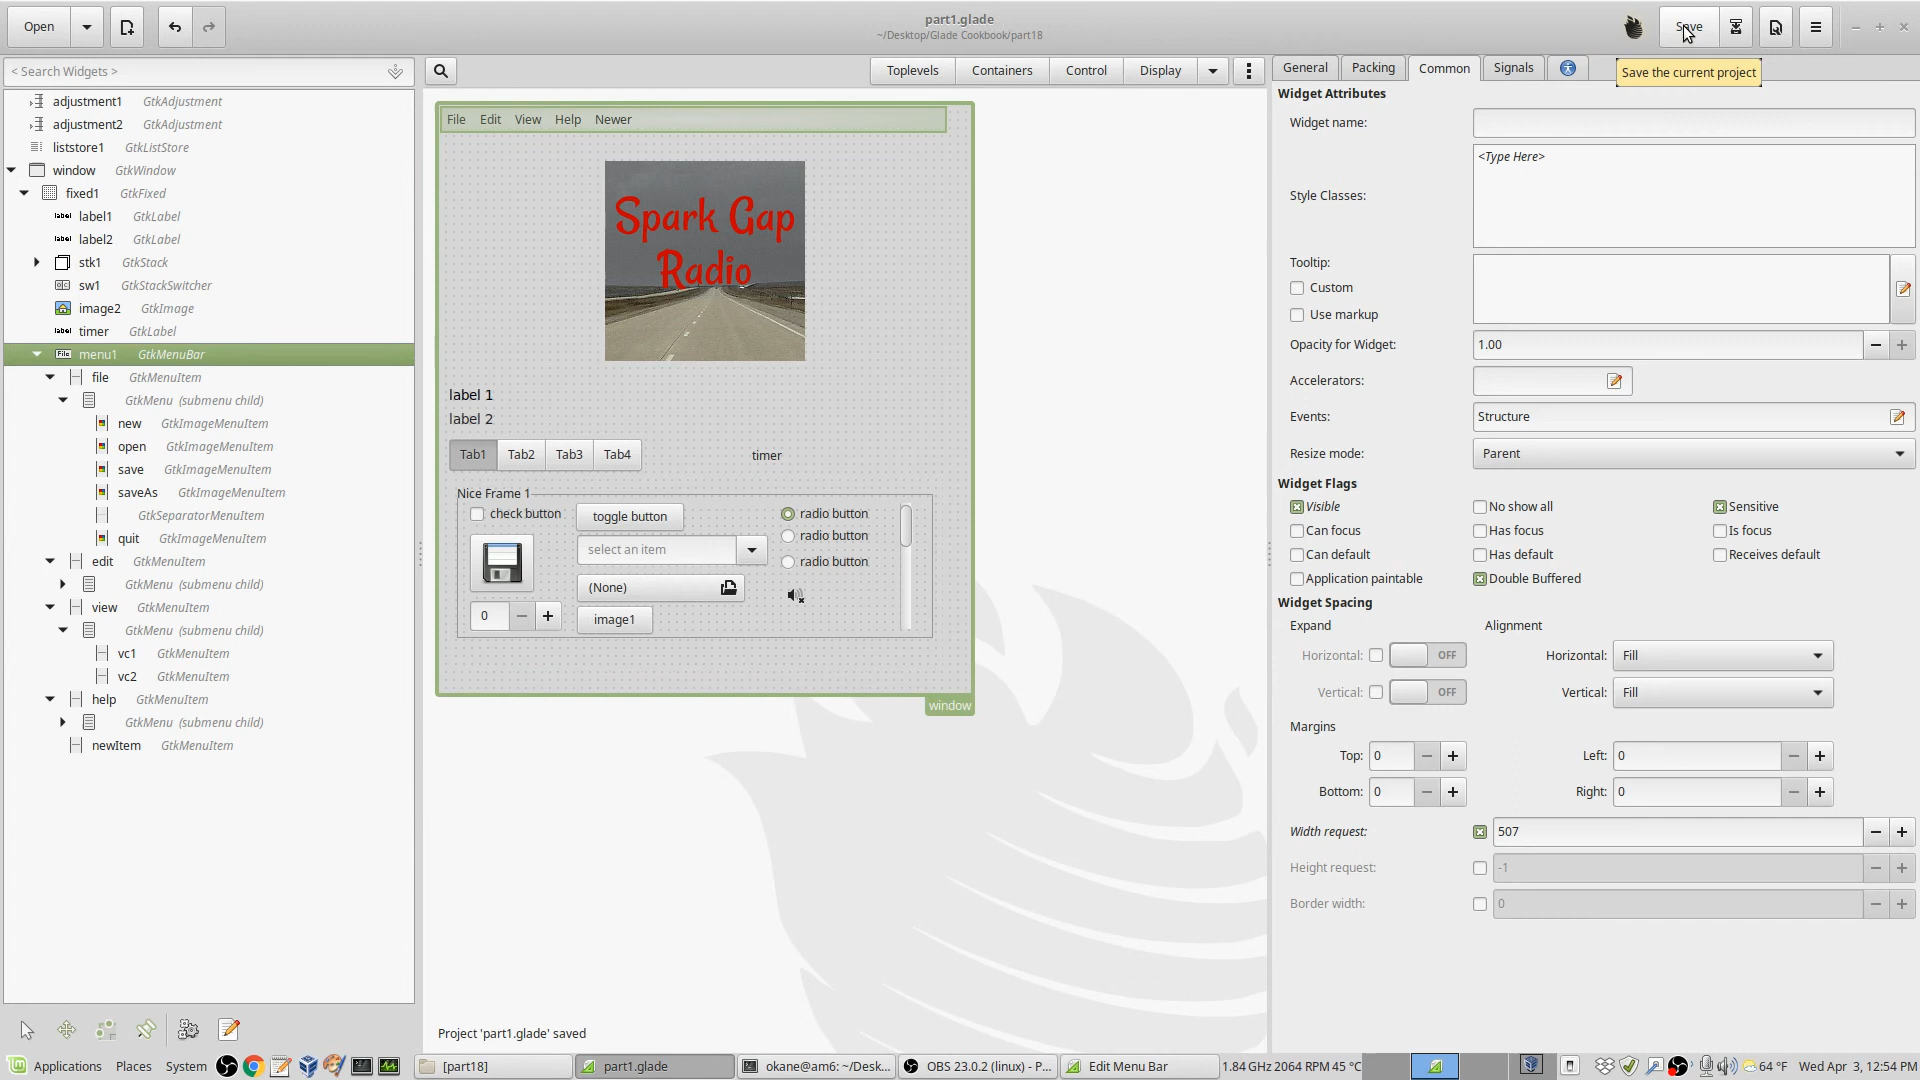 Open
part1.glade
~/Desktop/Glade Cookbook/part18
Save
Save the current project
< Search Widgets >
Toplevels
Containers
Control
Display
General
Packing
Common
Signals
adjustment1 GtkAdjustment
adjustment2 GtkAdjustment
liststore1 GtkListStore
window GtkWindow
fixed1 GtkFixed
label label1 GtkLabel
label label2 GtkLabel
stk1 GtkStack
sw1 GtkStackSwitcher
image2 GtkImage
label timer GtkLabel
File menu1 GtkMenuBar
file GtkMenuItem
GtkMenu (submenu child)
new GtkImageMenuItem
open GtkImageMenuItem
save GtkImageMenuItem
saveAs GtkImageMenuItem
GtkSeparatorMenuItem
quit GtkImageMenuItem
edit GtkMenuItem
GtkMenu (submenu child)
view GtkMenuItem
GtkMenu (submenu child)
vc1 GtkMenuItem
vc2 GtkMenuItem
help GtkMenuItem
GtkMenu (submenu child)
newItem GtkMenuItem
File Edit View Help Newer
Spark Gap
Radio
label 1
label 2
Tab1 Tab2 Tab3 Tab4
timer
Nice Frame 1
check button
toggle button
radio button
select an item
radio button
radio button
(None)
0
image1
window
Project 'part1.glade' saved
Widget Attributes
Widget name:
Style Classes:
<Type Here>
Tooltip:
Custom
Use markup
Opacity for Widget: 1.00
Accelerators:
Events: Structure
Resize mode: Parent
Widget Flags
Visible No show all Sensitive
Can focus Has focus Is focus
Can default Has default Receives default
Application paintable Double Buffered
Widget Spacing
Expand Alignment
Horizontal: OFF Horizontal: Fill
Vertical: OFF Vertical: Fill
Margins
Top: 0 Left: 0
Bottom: 0 Right: 0
Width request: 507
Height request: -1
Border width: 0
Applications Places System [part18] part1.glade okane@am6: ~/Desk... OBS 23.0.2 (linux) - P... Edit Menu Bar 1.84 GHz 2064 RPM 45 °C 64 °F Wed Apr 3, 12:54 PM